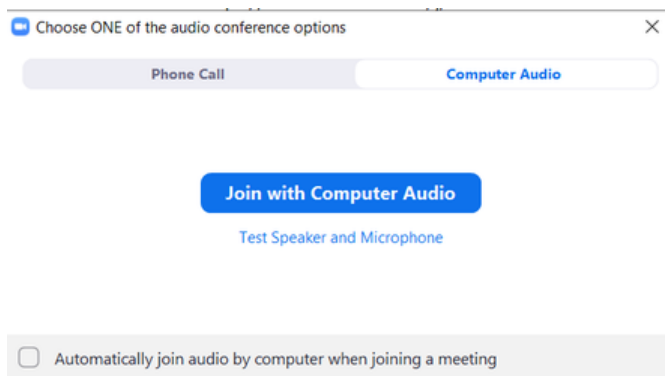 Choose ONE of the audio conference options
Phone Call
Computer Audio
Join with Computer Audio
Test Speaker and Microphone
Automatically join audio by computer when joining a meeting